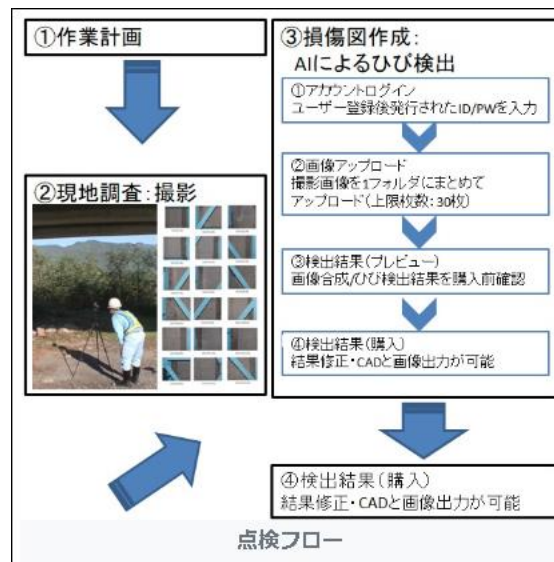 ①作業計画
②現地調査：撮影
③損傷図作成：
AIによるひび検出
①アカウントログイン
ユーザー登録後発行されたID/PWを入力
②画像アップロード
撮影画像を1フォルダにまとめて
アップロード(上限枚数：30枚)
③検出結果(プレビュー)
画像合成/ひび検出結果を購入前確認
④検出結果(購入)
結果修正・CADと画像出力が可能
④検出結果(購入)
結果修正・CADと画像出力が可能
点検フロー